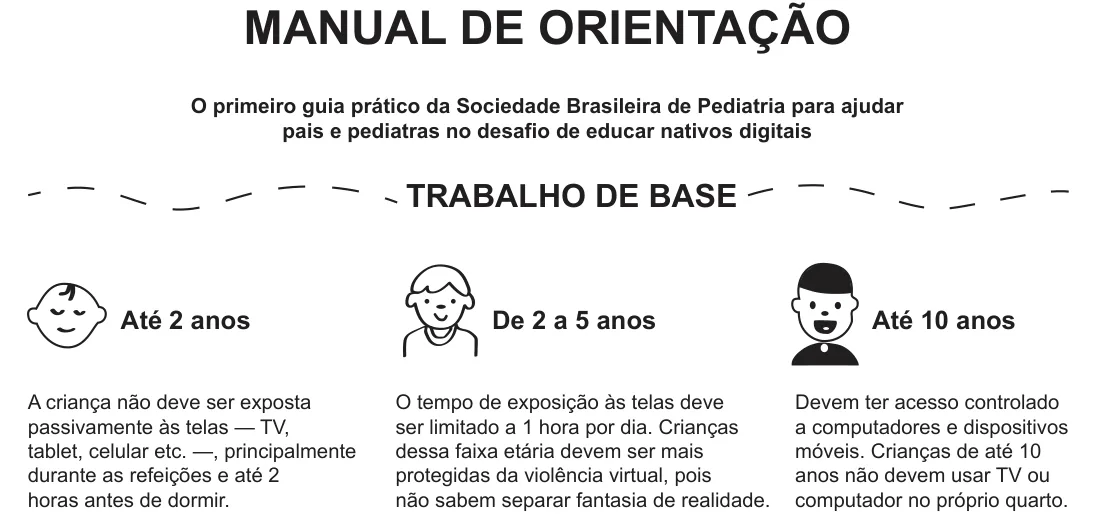 MANUAL DE ORIENTAÇÃO
O primeiro guia prático da Sociedade Brasileira de Pediatria para ajudar
pais e pediatras no desafio de educar nativos digitais
TRABALHO DE BASE
Até 2 anos
A criança não deve ser exposta
passivamente às telas — TV,
tablet, celular etc. —, principalmente
durante as refeições e até 2
horas antes de dormir.
De 2 a 5 anos
O tempo de exposição às telas deve
ser limitado a 1 hora por dia. Crianças
dessa faixa etária devem ser mais
protegidas da violência virtual, pois
não sabem separar fantasia de realidade.
Até 10 anos
Devem ter acesso controlado
a computadores e dispositivos
móveis. Crianças de até 10
anos não devem usar TV ou
computador no próprio quarto.